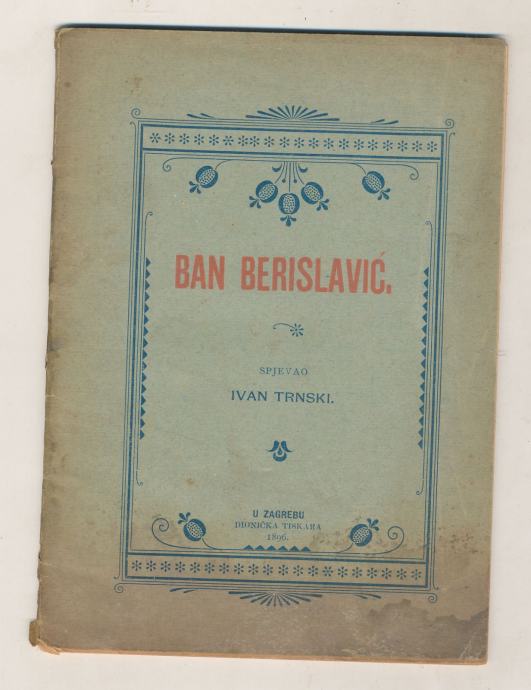 BAN BERISLAVIĆ.
SPJEVAO
IVAN TRNSKI.
U ZAGREBU
DIONIČKA TISKARA
1896.